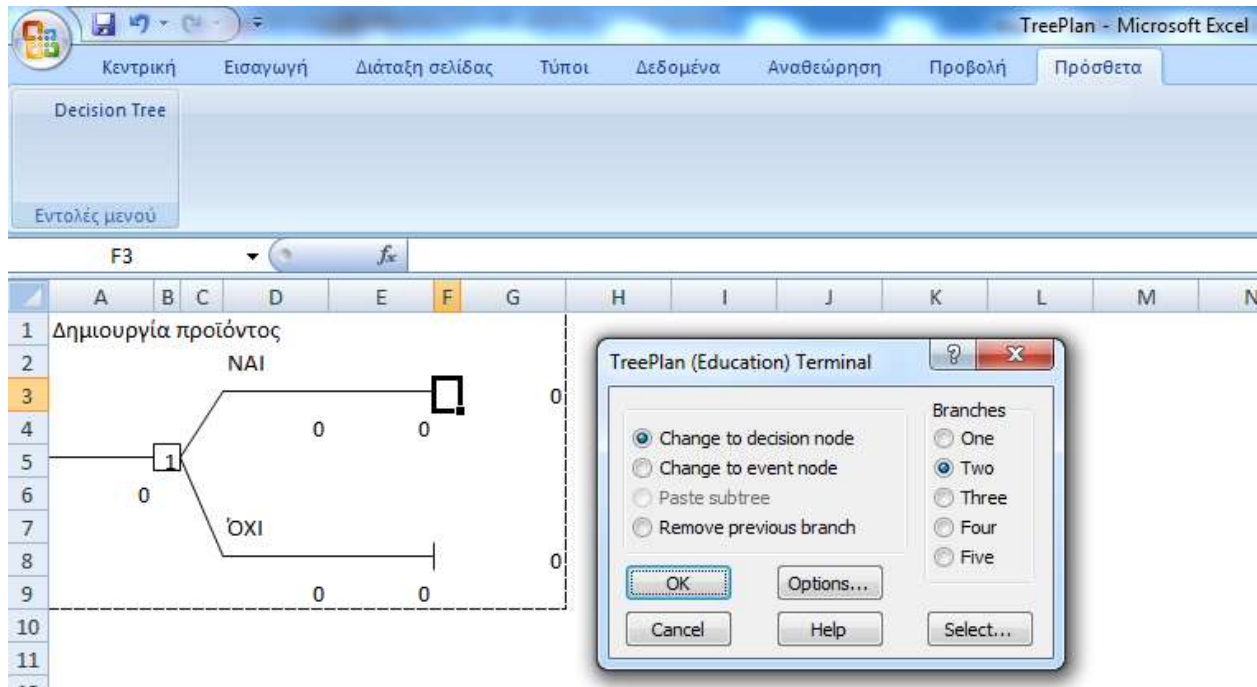 TreePlan - Microsoft Excel
Κεντρική Εισαγωγή Διάταξη σελίδας Τύποι Δεδομένα Αναθεώρηση Προβολή Πρόσθετα
Decision Tree
Εντολές μενού
F3 fx
A B C D E F G H I J K L M N
1 Δημιουργία προϊόντος
2 ΝΑΙ
3 0
4 0 0
5 1
6 0
7 ΌΧΙ
8 0
9 0 0
10
11
TreePlan (Education) Terminal
Change to decision node
Change to event node
Paste subtree
Remove previous branch
Branches
One
Two
Three
Four
Five
OK Options...
Cancel Help Select...